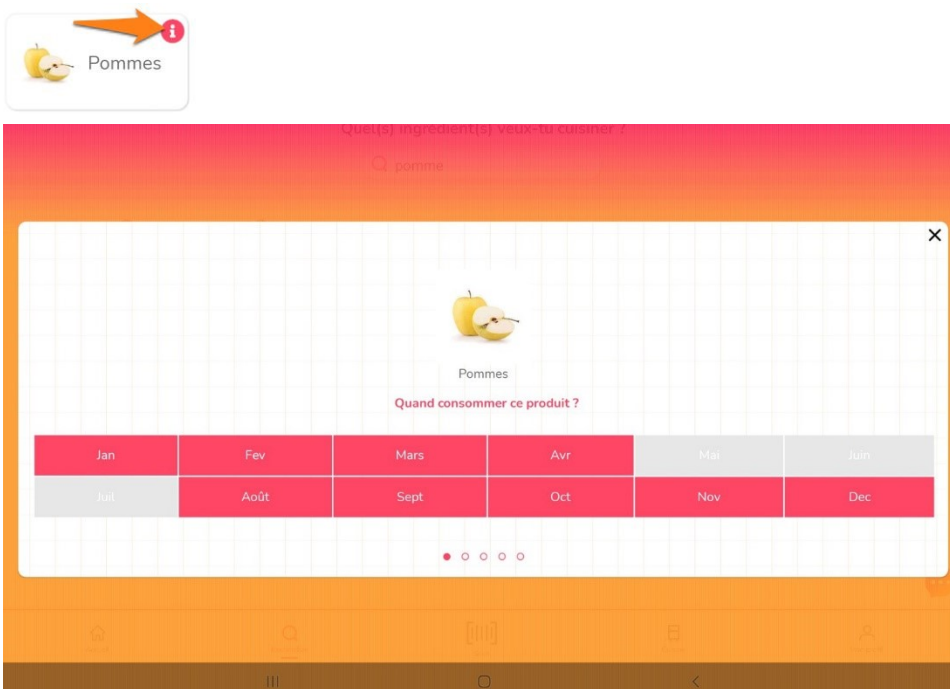 Pommes
Quel(s) ingrédient(s) veux-tu cuisiner ?
pomme
Pommes
Quand consommer ce produit ?
Jan Fev Mars Avr Mai Juin
Juil Août Sept Oct Nov Dec